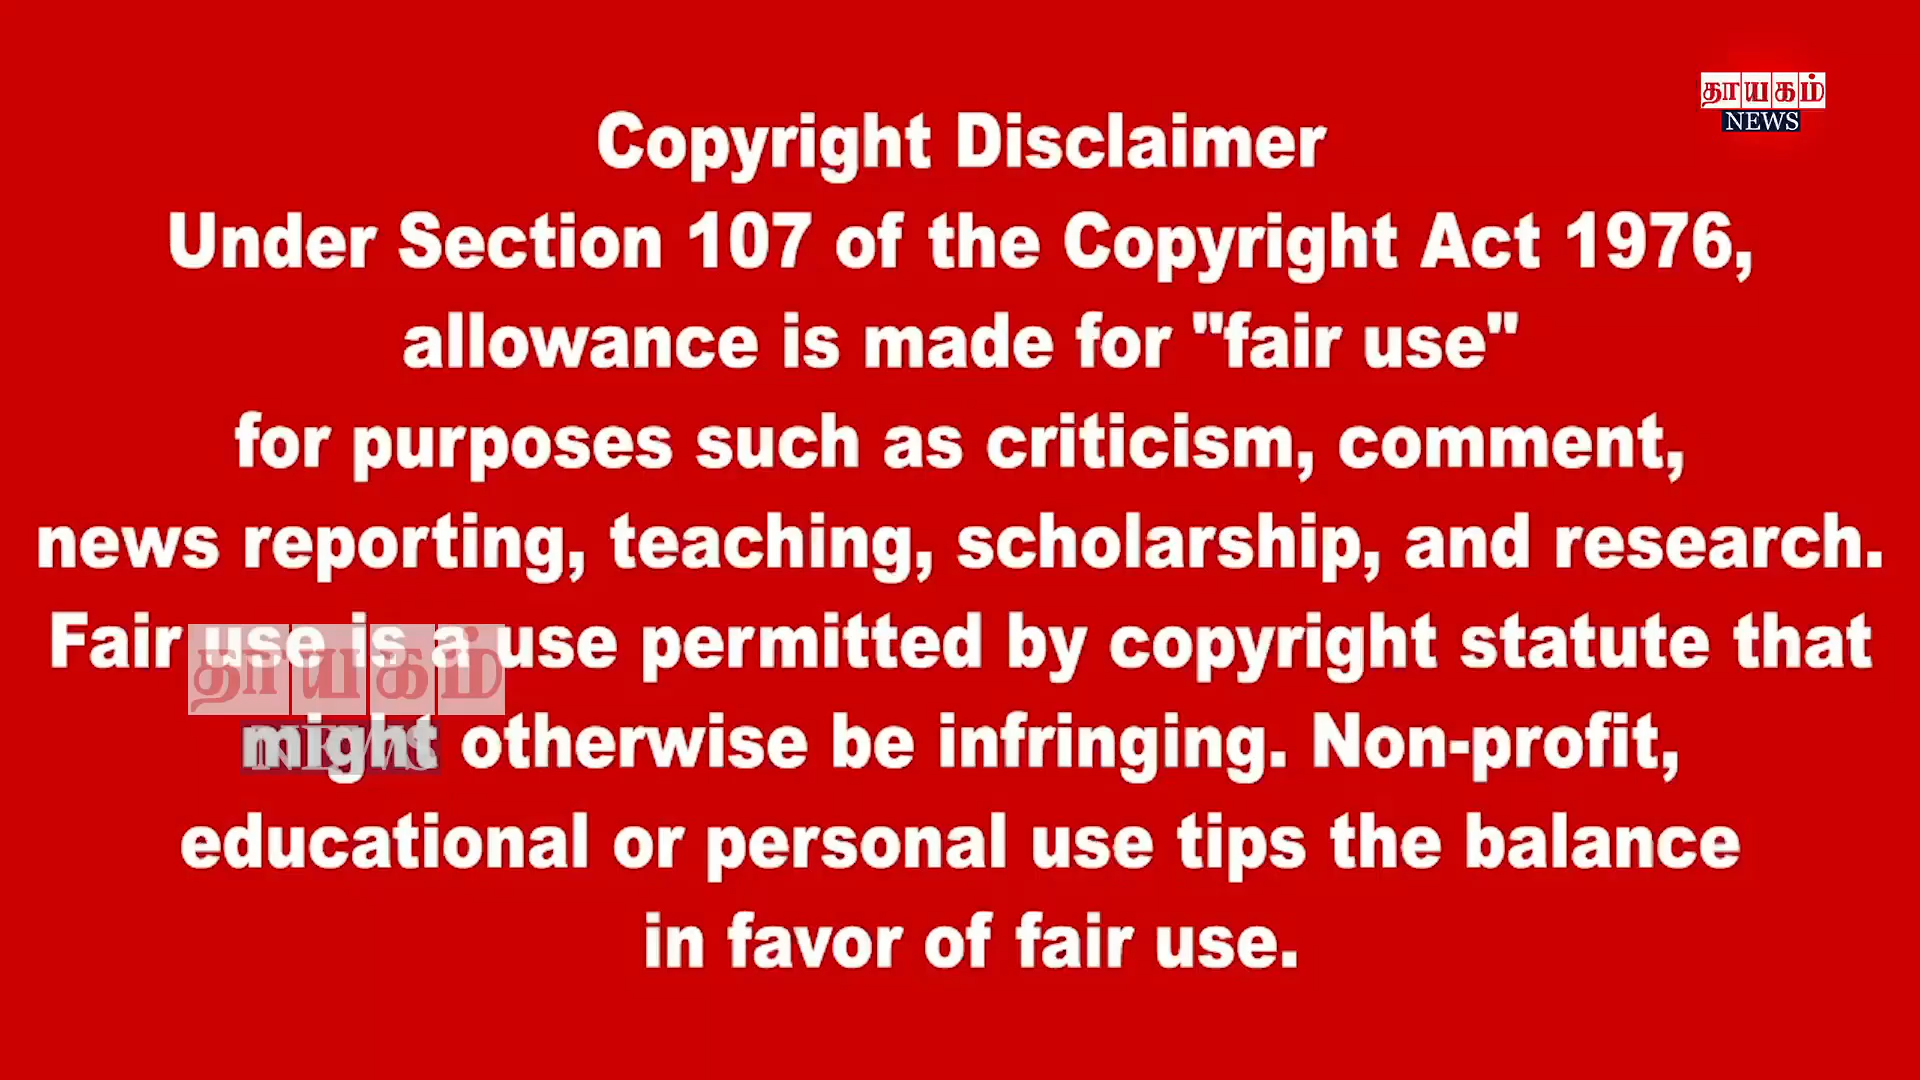 தாயகம்
NEWS
Copyright Disclaimer
Under Section 107 of the Copyright Act 1976,
allowance is made for "fair use"
for purposes such as criticism, comment,
news reporting, teaching, scholarship, and research.
Fair use is a use permitted by copyright statute that
தாயகம்
might otherwise be infringing. Non-profit,
NEWS
educational or personal use tips the balance
in favor of fair use.